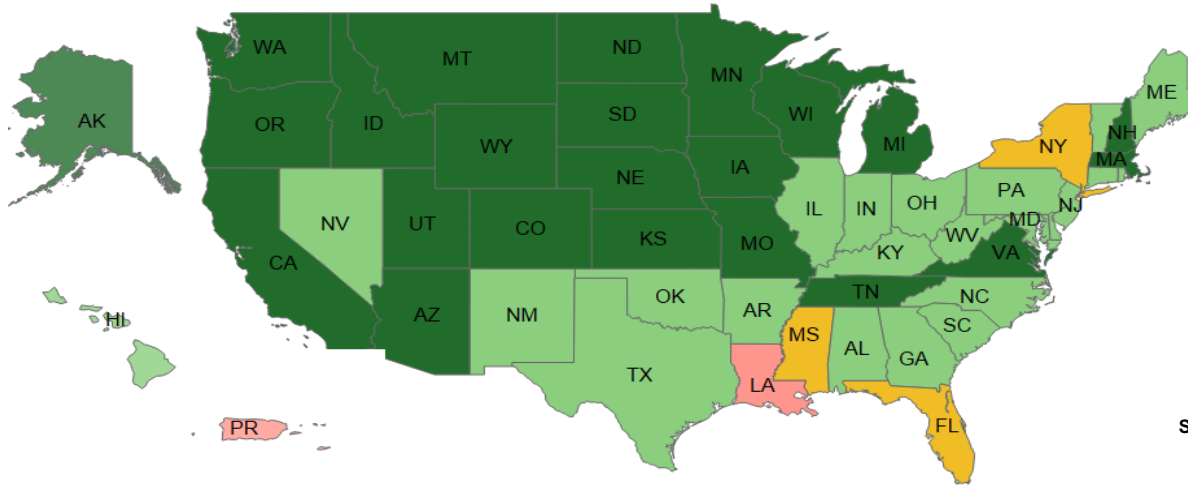 WA
MT
ND
MN
ME
AK
OR
ID
SD
WI
MI
NY
NH
MA
WY
IA
NE
PA
NJ
NV
UT
CO
KS
MO
IL
IN
OH
MD
WV
VA
CA
KY
TN
NC
HI
AZ
NM
OK
AR
SC
MS
AL
GA
TX
LA
PR
FL
S